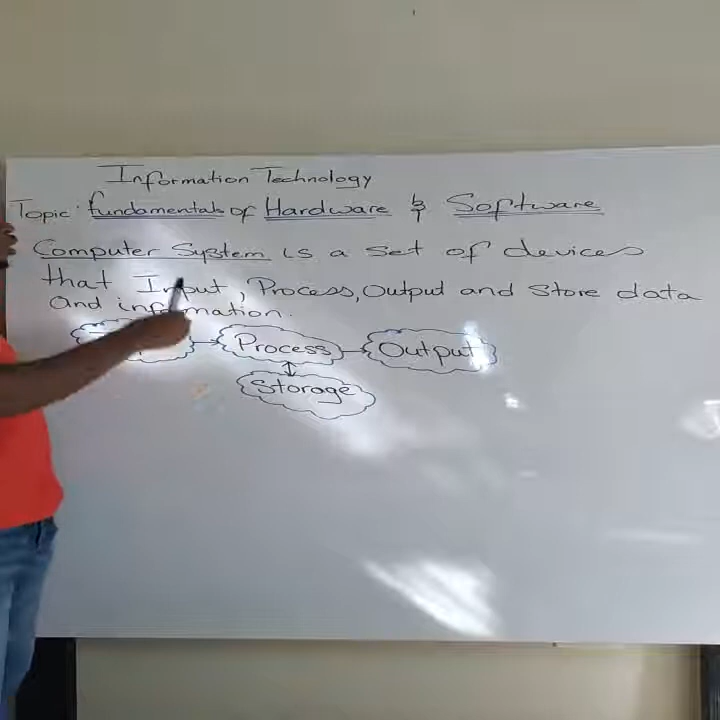 Information Technology
Topic: Fundamentals of Hardware & Software
Computer System is a set of devices
that Input, Process, Output and Store data
and information.
Process Output
Storage